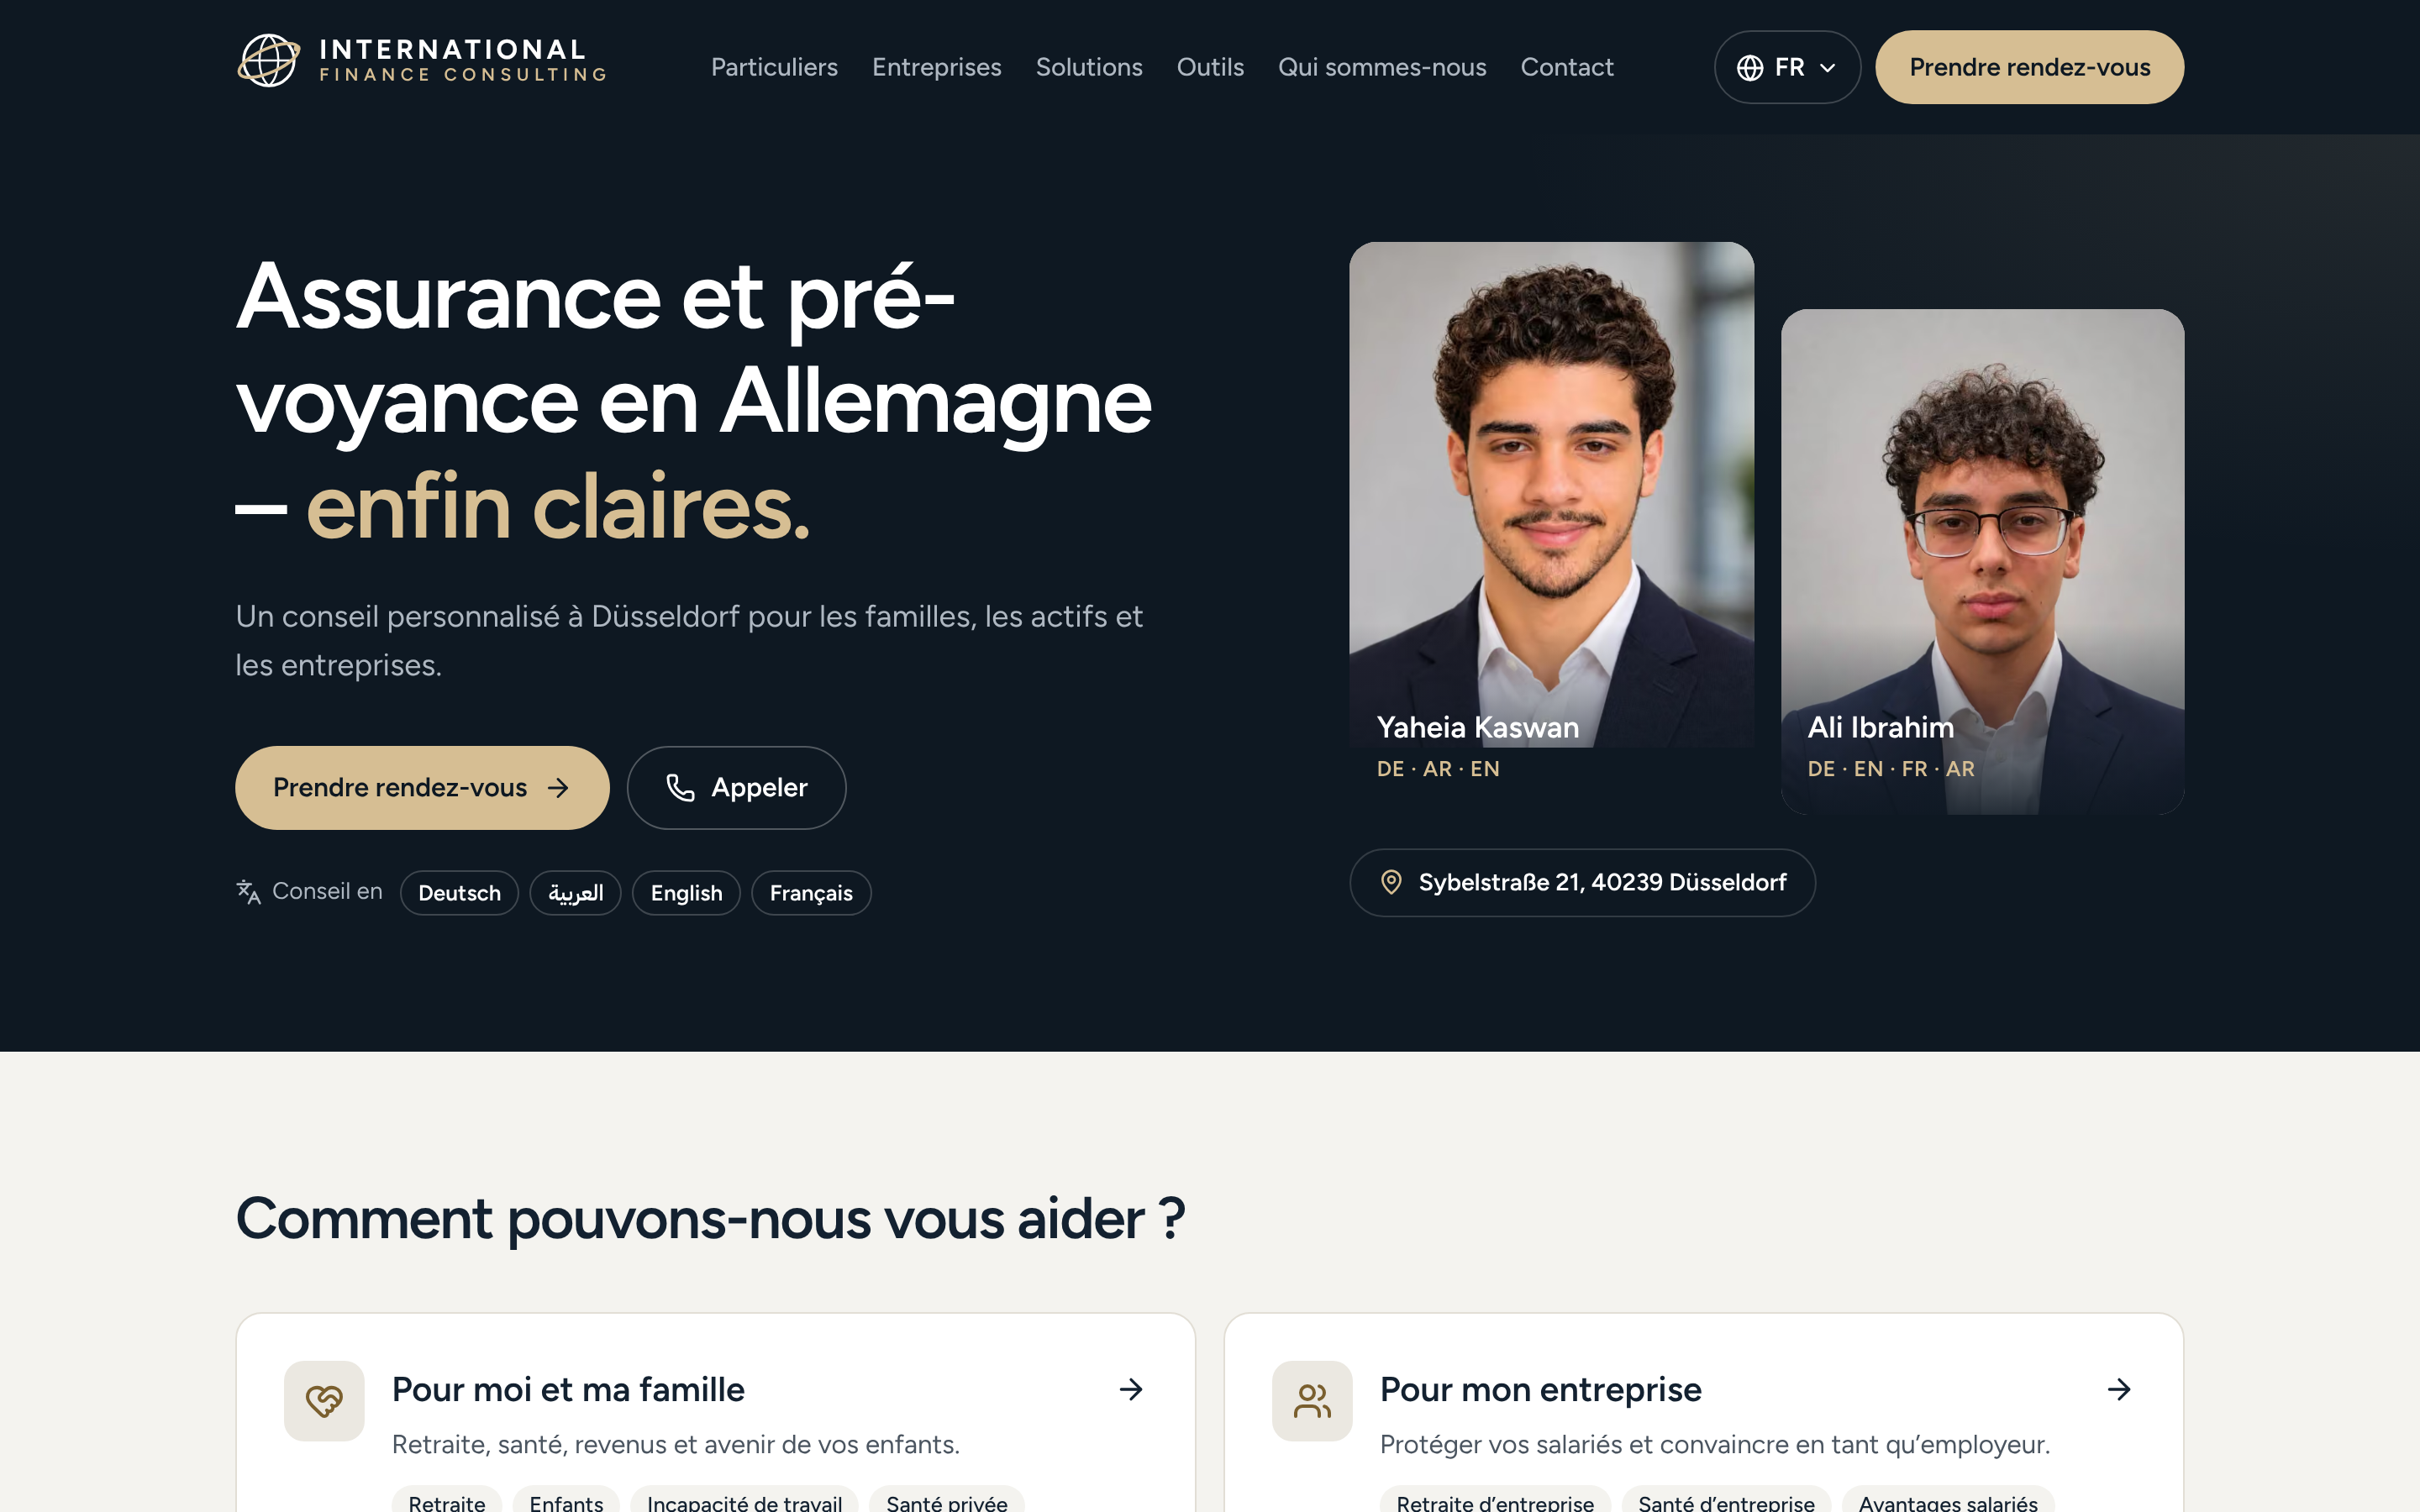 INTERNATIONAL
FINANCE CONSULTING
Particuliers
Entreprises
Solutions
Outils
Qui sommes-nous
Contact
FR
Prendre rendez-vous
Assurance et pré-
voyance en Allemagne
– enfin claires.
Un conseil personnalisé à Düsseldorf pour les familles, les actifs et
les entreprises.
Prendre rendez-vous
Appeler
Conseil en
Deutsch
العربية
English
Français
Yaheia Kaswan
DE · AR · EN
Ali Ibrahim
DE · EN · FR · AR
Sybelstraße 21, 40239 Düsseldorf
Comment pouvons-nous vous aider ?
Pour moi et ma famille
Retraite, santé, revenus et avenir de vos enfants.
Retraite
Enfants
Incapacité de travail
Santé privée
Pour mon entreprise
Protéger vos salariés et convaincre en tant qu’employeur.
Retraite d’entreprise
Santé d’entreprise
Avantages salariés